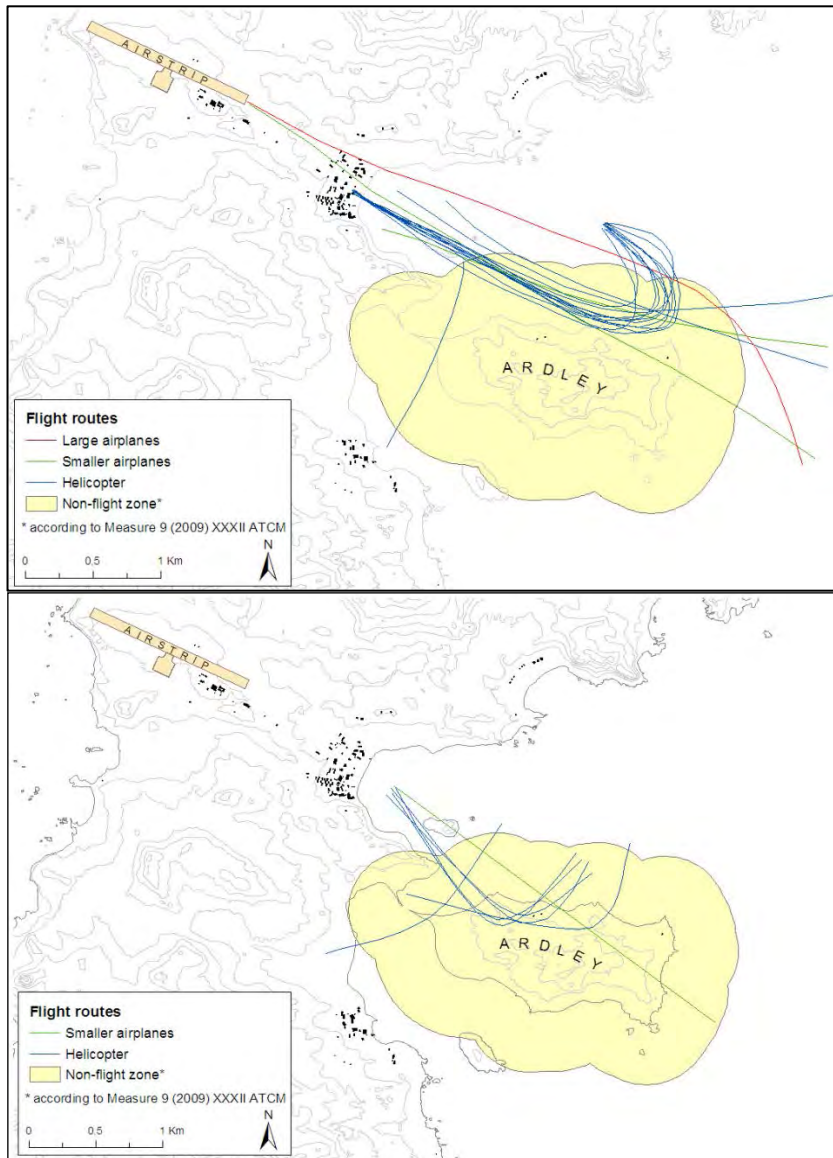 AIRSTRIP
ARDLEY
Flight routes
Large airplanes
Smaller airplanes
Helicopter
Non-flight zone*
* according to Measure 9 (2009) XXXII ATCM
N
0 0,5 1 Km
AIRSTRIP
ARDLEY
Flight routes
Smaller airplanes
Helicopter
Non-flight zone*
* according to Measure 9 (2009) XXXII ATCM
N
0 0,5 1 Km